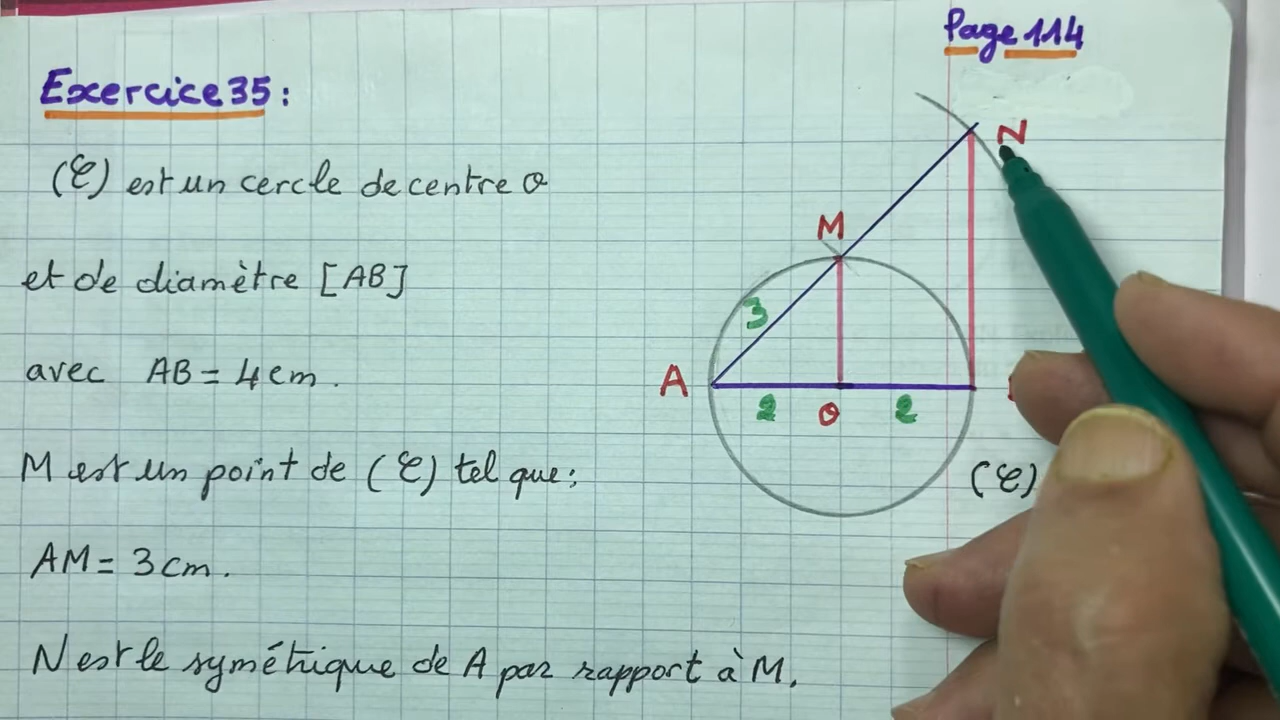 Page 114
Exercice 35 :
(C) est un cercle de centre O
et de diamètre [AB]
avec AB = 4 cm .
M est un point de (C) tel que :
AM = 3 cm .
N est le symétrique de A par rapport à M .
N
M
3
A
2
O
2
(C)